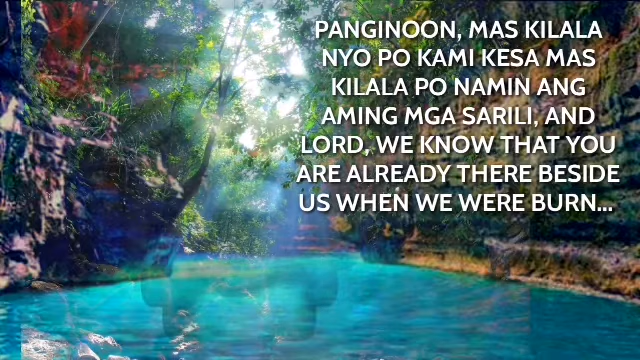 PANGINOON, MAS KILALA
NYO PO KAMI KESA MAS
KILALA PO NAMIN ANG
AMING MGA SARILI, AND
LORD, WE KNOW THAT YOU
ARE ALREADY THERE BESIDE
US WHEN WE WERE BURN...